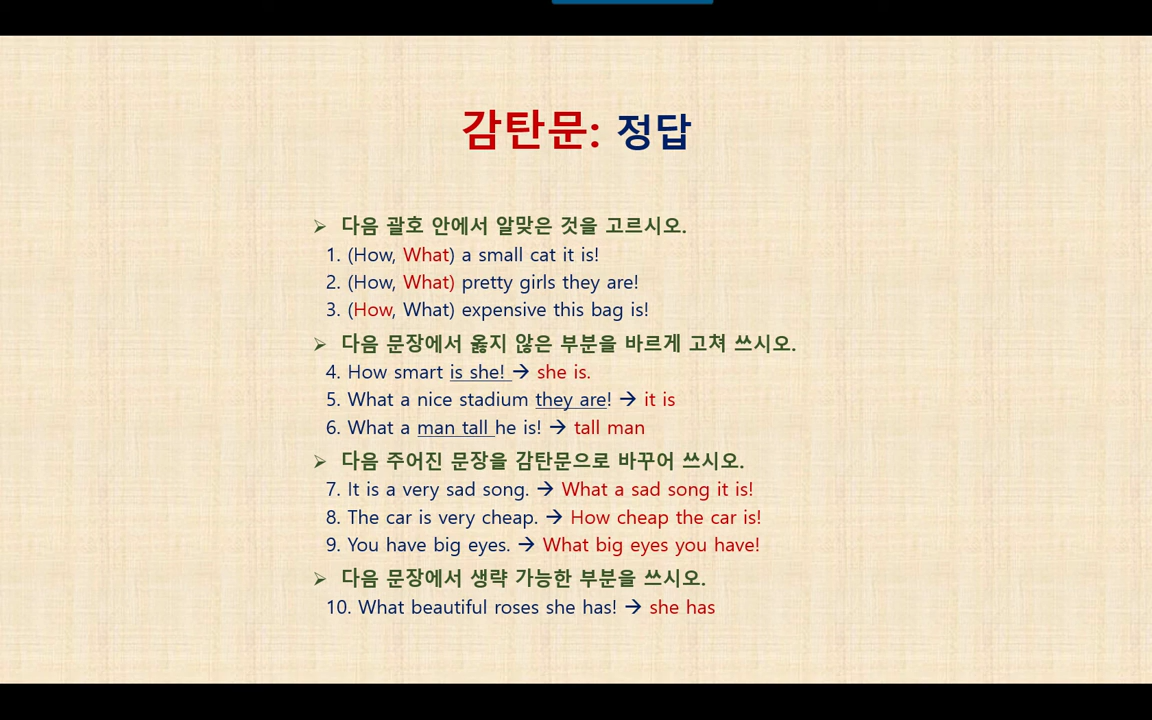 감탄문: 정답
➢ 다음 괄호 안에서 알맞은 것을 고르시오.
1. (How, What) a small cat it is!
2. (How, What) pretty girls they are!
3. (How, What) expensive this bag is!
➢ 다음 문장에서 옳지 않은 부분을 바르게 고쳐 쓰시오.
4. How smart is she! → she is.
5. What a nice stadium they are! → it is
6. What a man tall he is! → tall man
➢ 다음 주어진 문장을 감탄문으로 바꾸어 쓰시오.
7. It is a very sad song. → What a sad song it is!
8. The car is very cheap. → How cheap the car is!
9. You have big eyes. → What big eyes you have!
➢ 다음 문장에서 생략 가능한 부분을 쓰시오.
10. What beautiful roses she has! → she has